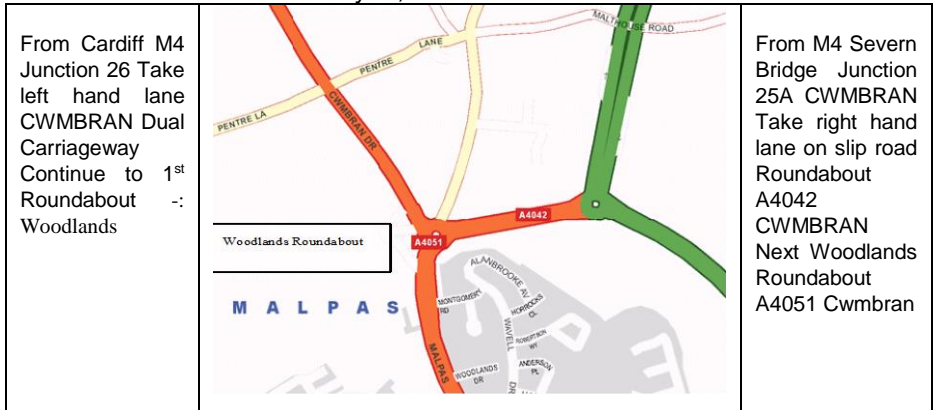 From Cardiff M4
Junction 26 Take
left hand lane
CWMBRAN Dual
Carriageway
Continue to 1st
Roundabout -:
Woodlands
MALTHOUSE ROAD
PENTRE LANE
PENTRE LA
CWMBRAN DR
A4042
A4051
Woodlands Roundabout
MALPAS
ALANBROOKE AV
MONTGOMERY
RD
HORROCKS
CL
WAVELL
DR
ROBERTSON
WY
ANDERSON
PL
WOODLANDS
DR
MALPAS
From M4 Severn
Bridge Junction
25A CWMBRAN
Take right hand
lane on slip road
Roundabout
A4042
CWMBRAN
Next Woodlands
Roundabout
A4051 Cwmbran